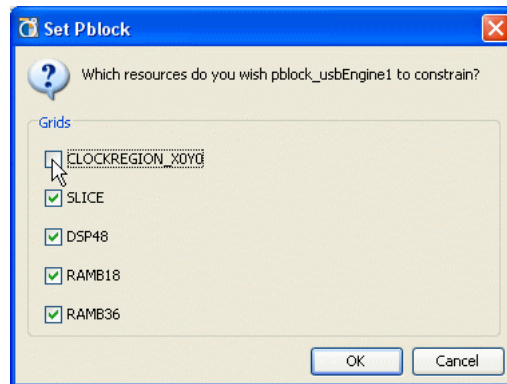 Set Pblock
Which resources do you wish pblock_usbEngine1 to constrain?
Grids
CLOCKREGION_X0Y0
SLICE
DSP48
RAMB18
RAMB36
OK Cancel